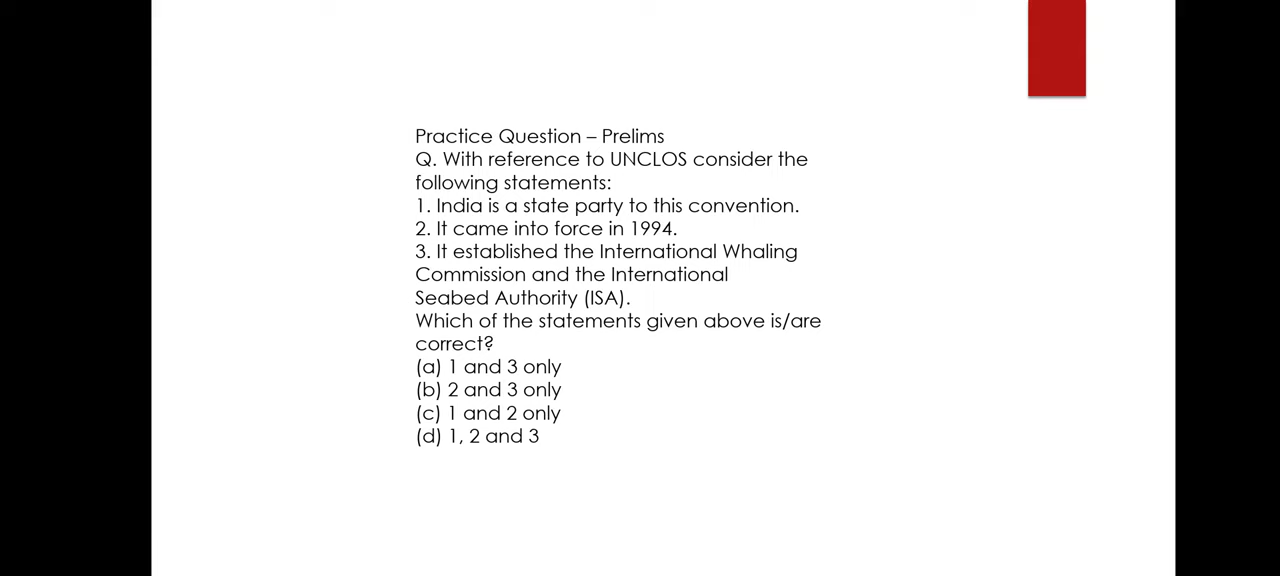 Practice Question – Prelims
Q. With reference to UNCLOS consider the
following statements:
1. India is a state party to this convention.
2. It came into force in 1994.
3. It established the International Whaling
Commission and the International
Seabed Authority (ISA).
Which of the statements given above is/are
correct?
(a) 1 and 3 only
(b) 2 and 3 only
(c) 1 and 2 only
(d) 1, 2 and 3